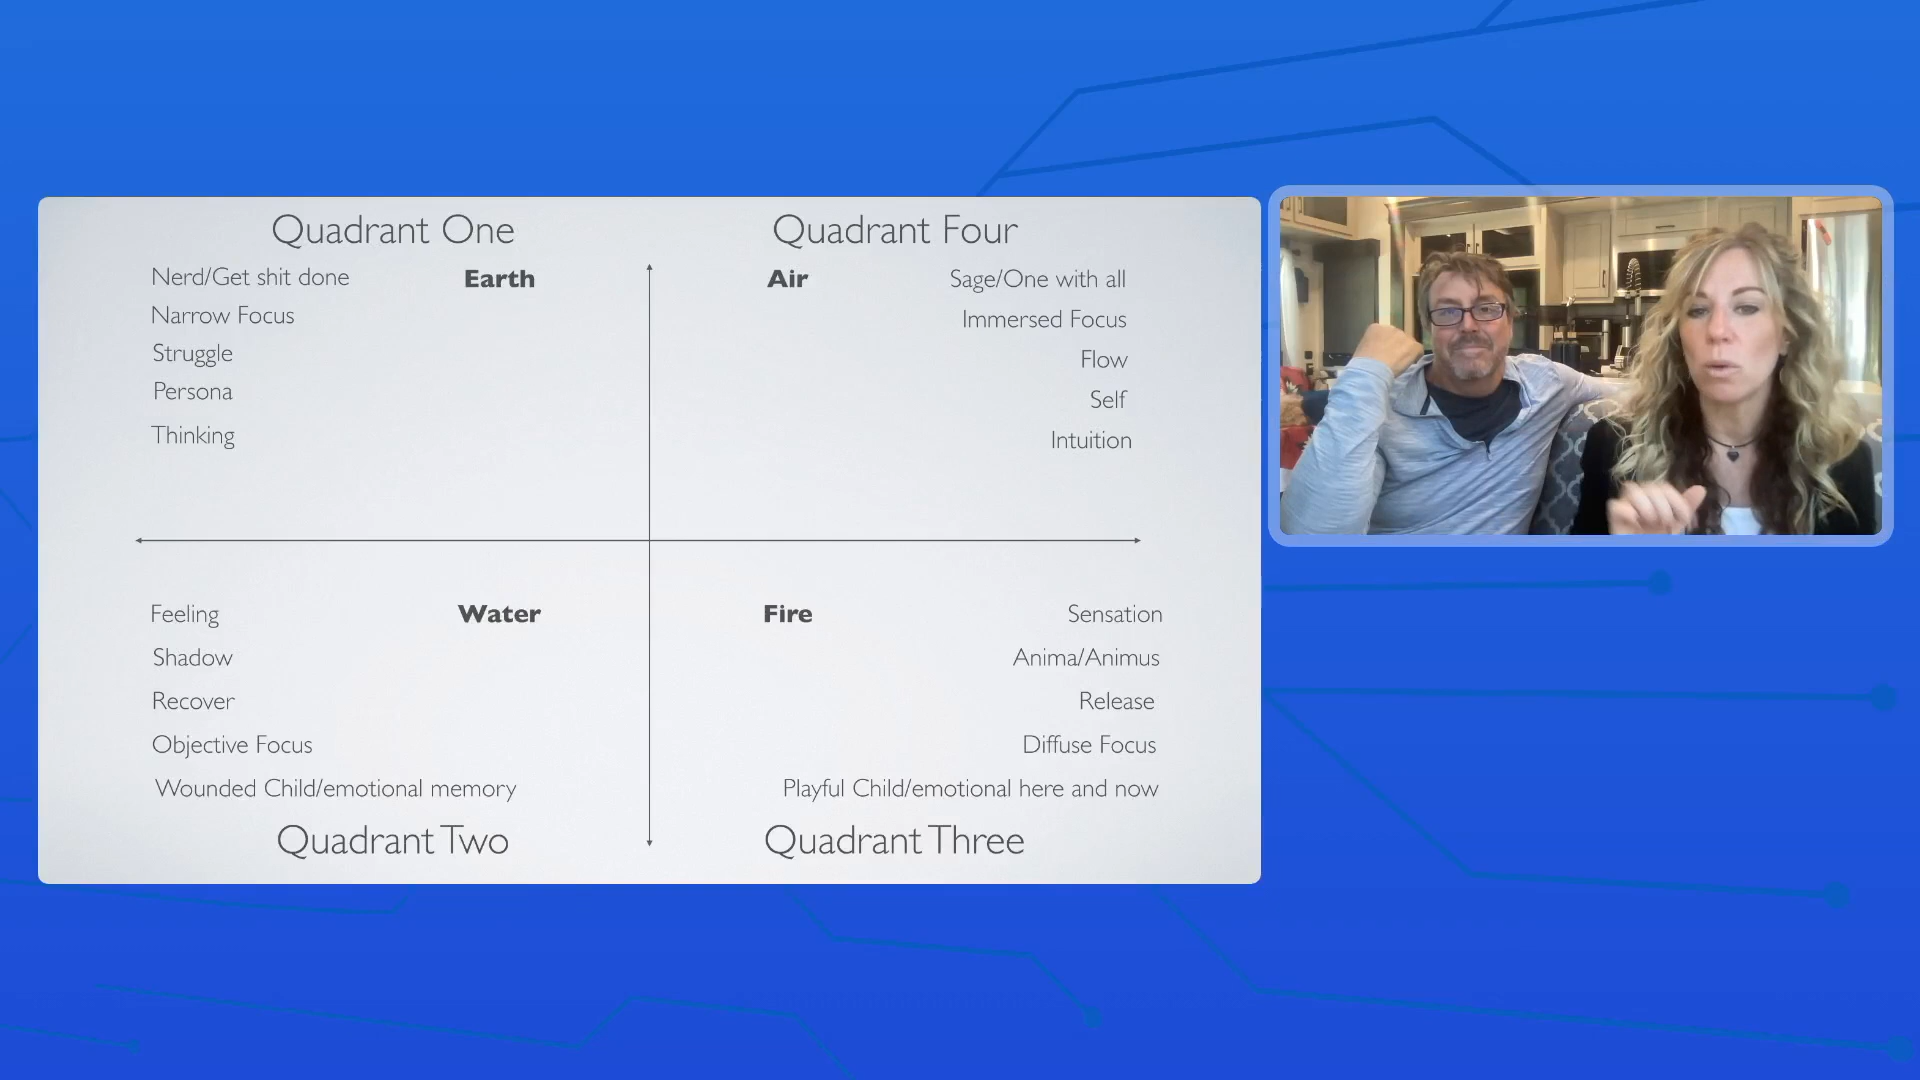 Quadrant One
Nerd/Get shit done
Earth
Narrow Focus
Struggle
Persona
Thinking
Quadrant Four
Air
Sage/One with all
Immersed Focus
Flow
Self
Intuition
Feeling
Water
Shadow
Recover
Objective Focus
Wounded Child/emotional memory
Quadrant Two
Fire
Sensation
Anima/Animus
Release
Diffuse Focus
Playful Child/emotional here and now
Quadrant Three